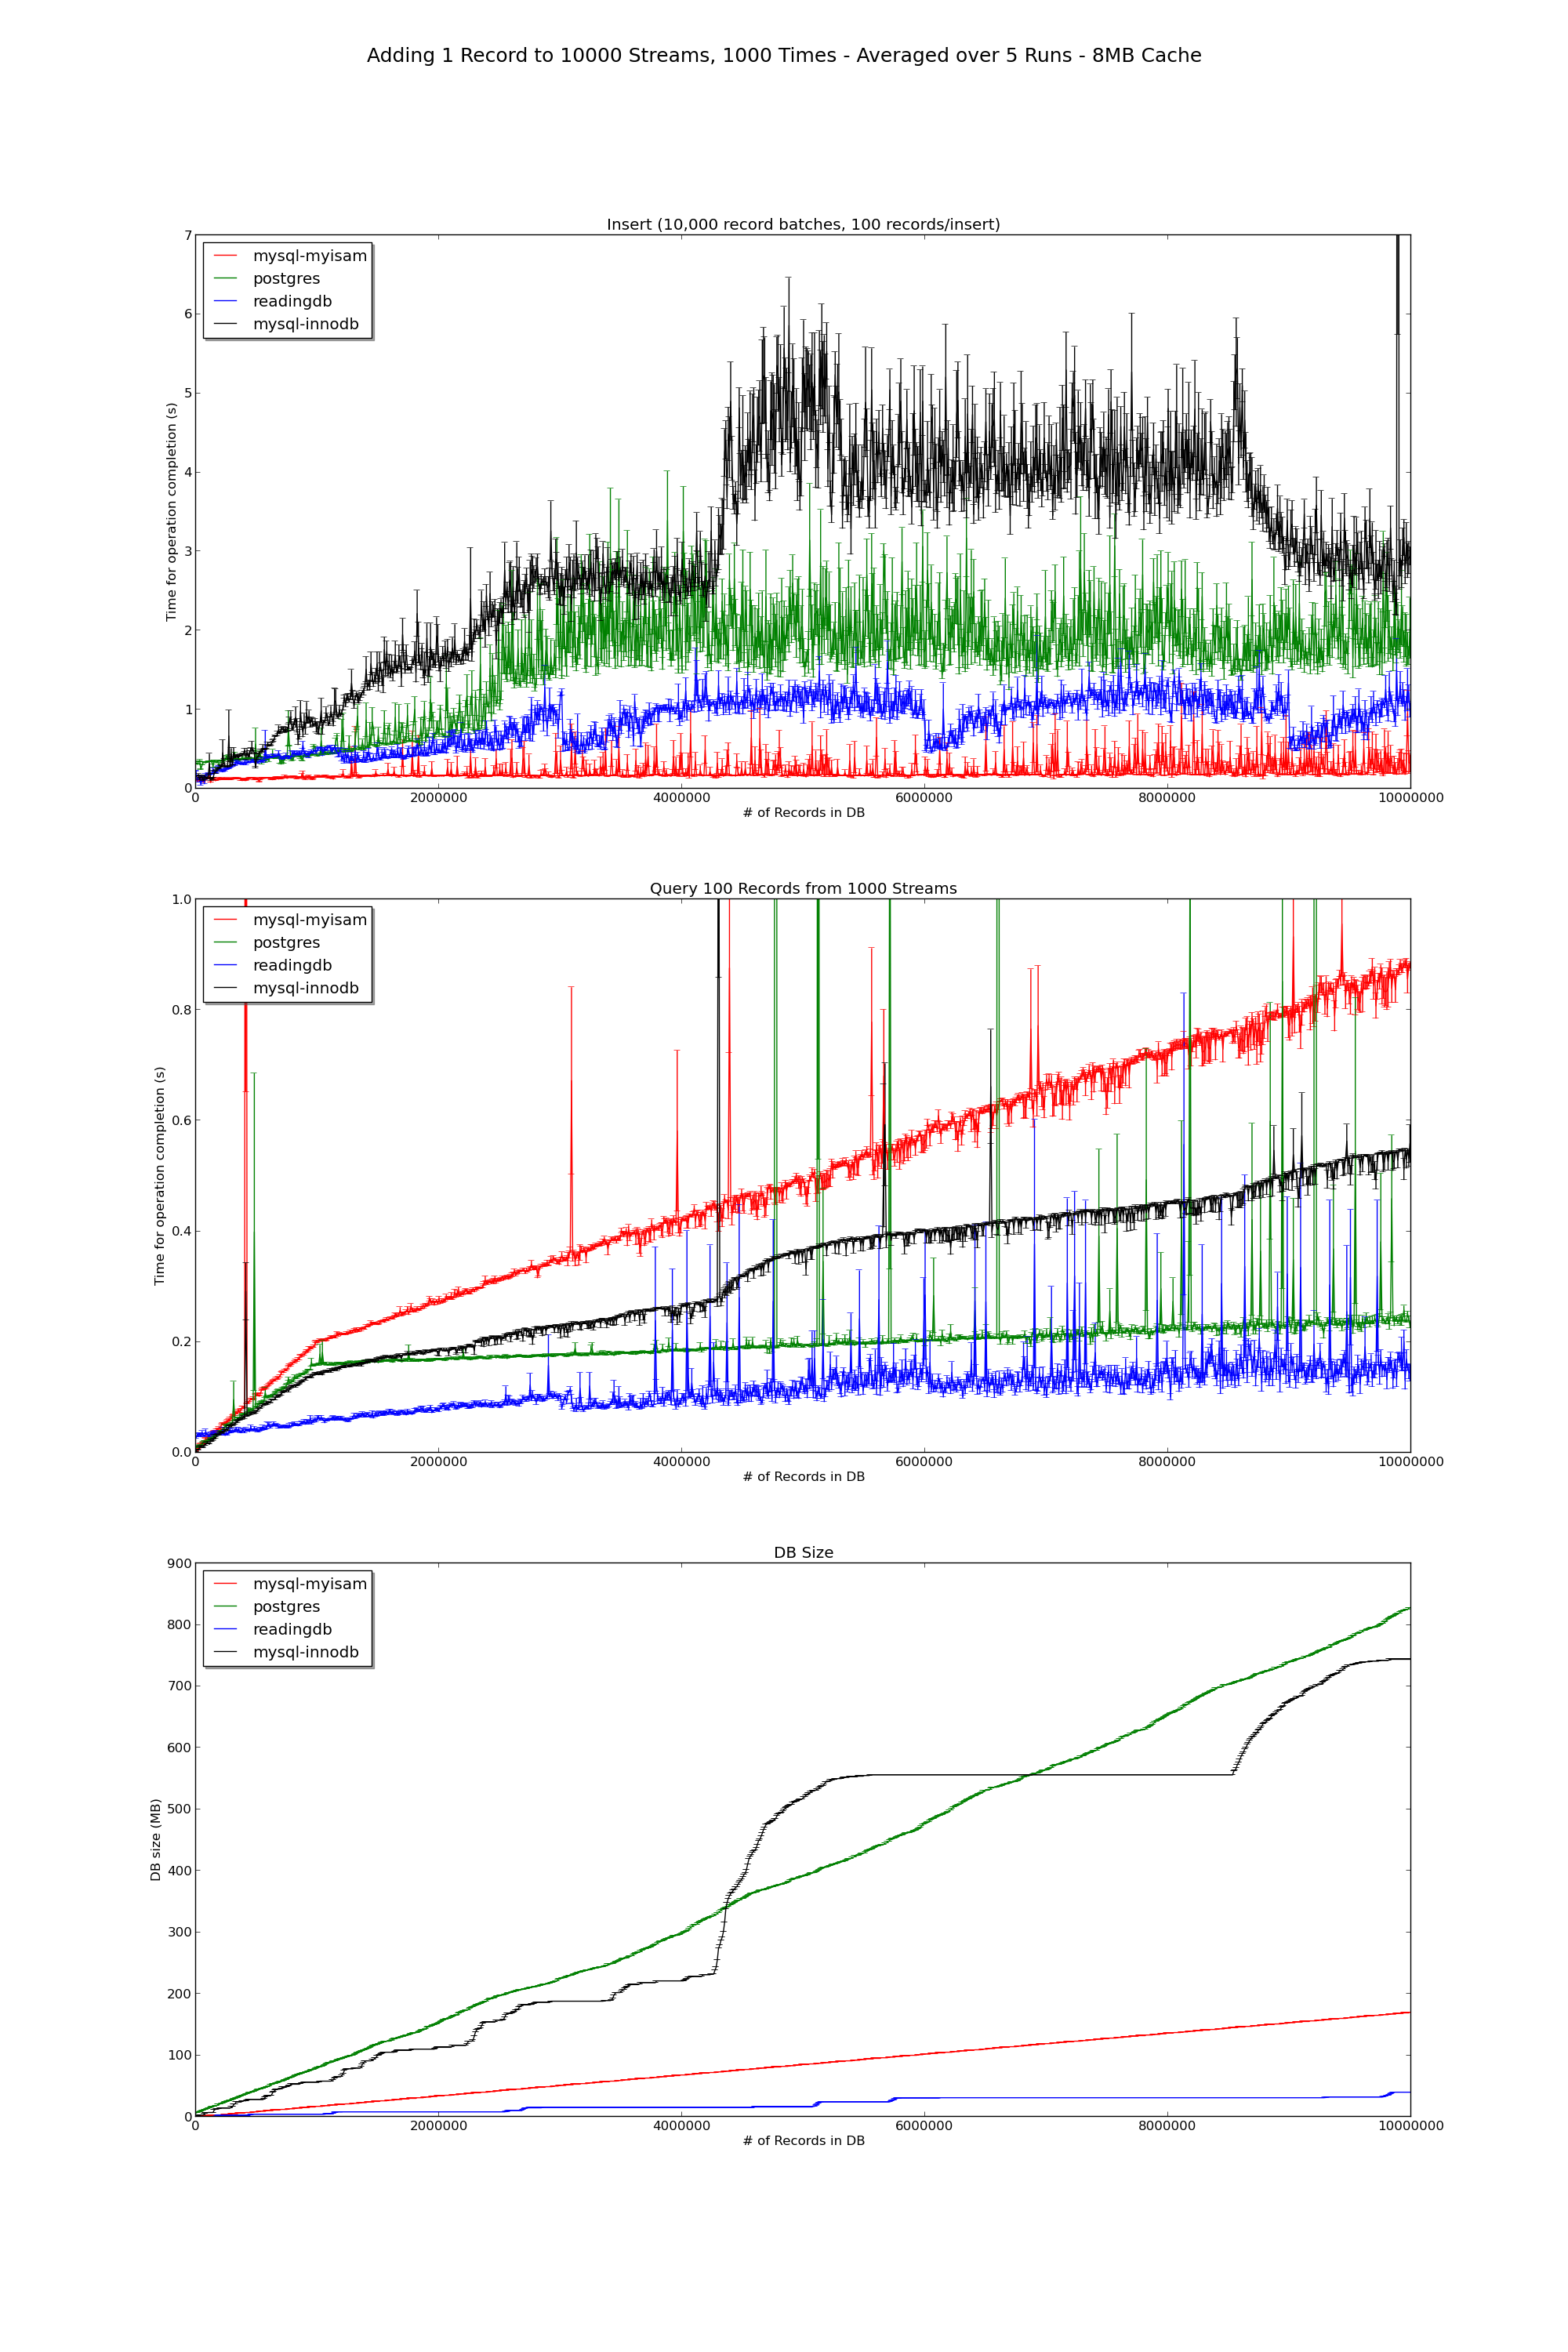 Adding 1 Record to 10000 Streams, 1000 Times - Averaged over 5 Runs - 8MB Cache
Insert (10,000 record batches, 100 records/insert)
mysql-myisam
postgres
readingdb
mysql-innodb
Time for operation completion (s)
7
6
5
4
3
2
1
0
0 2000000 4000000 6000000 8000000 10000000
# of Records in DB
Query 100 Records from 1000 Streams
mysql-myisam
postgres
readingdb
mysql-innodb
Time for operation completion (s)
1.0
0.8
0.6
0.4
0.2
0.0
0 2000000 4000000 6000000 8000000 10000000
# of Records in DB
DB Size
mysql-myisam
postgres
readingdb
mysql-innodb
DB size (MB)
900
800
700
600
500
400
300
200
100
0
0 2000000 4000000 6000000 8000000 10000000
# of Records in DB